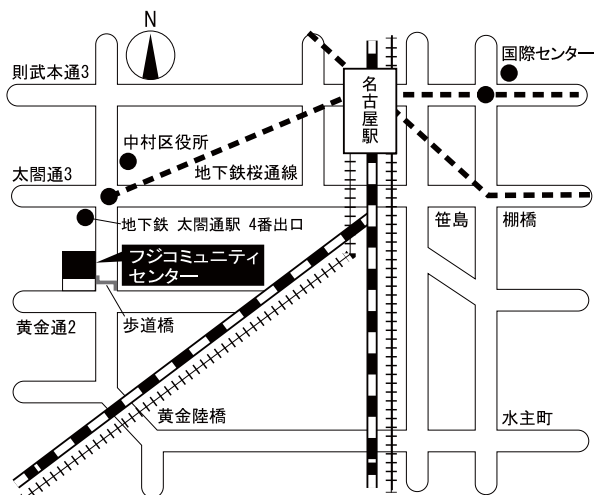 N
則武本通3
国際センター
名古屋駅
中村区役所
太閤通3
地下鉄桜通線
地下鉄 太閤通駅 4番出口
笹島
棚橋
フジコミュニティ
センター
黄金通2
歩道橋
黄金陸橋
水主町